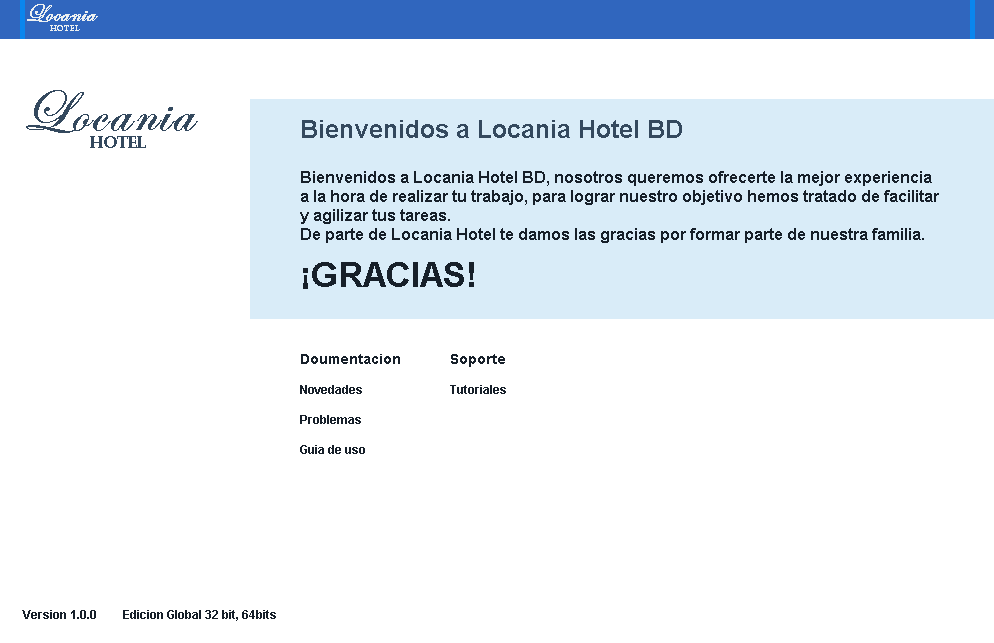 Locania
HOTEL
Locania
HOTEL
Bienvenidos a Locania Hotel BD
Bienvenidos a Locania Hotel BD, nosotros queremos ofrecerte la mejor experiencia
a la hora de realizar tu trabajo, para lograr nuestro objetivo hemos tratado de facilitar
y agilizar tus tareas.
De parte de Locania Hotel te damos las gracias por formar parte de nuestra familia.
¡GRACIAS!
Doumentacion Soporte
Novedades Tutoriales
Problemas
Guia de uso
Version 1.0.0 Edicion Global 32 bit, 64bits